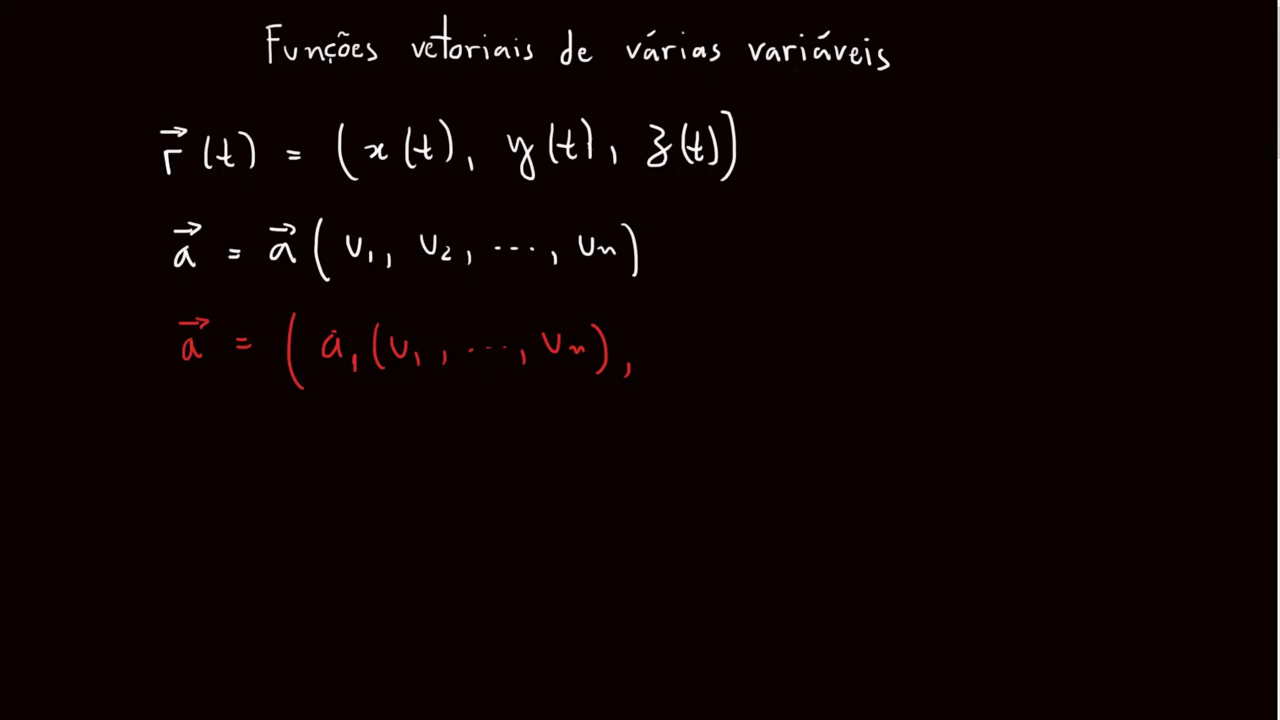 Funções vetoriais de várias variáveis
r⃗(t) = (x(t), y(t), z(t))
a⃗ = a⃗(u₁, u₂, ..., uₙ)
a⃗ = (a₁(u₁, ..., uₙ),